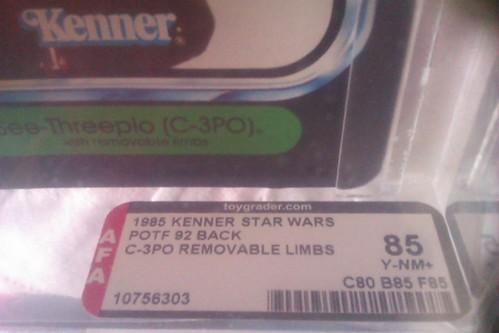 Kenner
See-Threepio (C-3PO)™
with removable limbs
toygrader.com
AFA
1985 KENNER STAR WARS
POTF 92 BACK
C-3PO REMOVABLE LIMBS
85
Y-NM+
C80 B85 F85
10756303